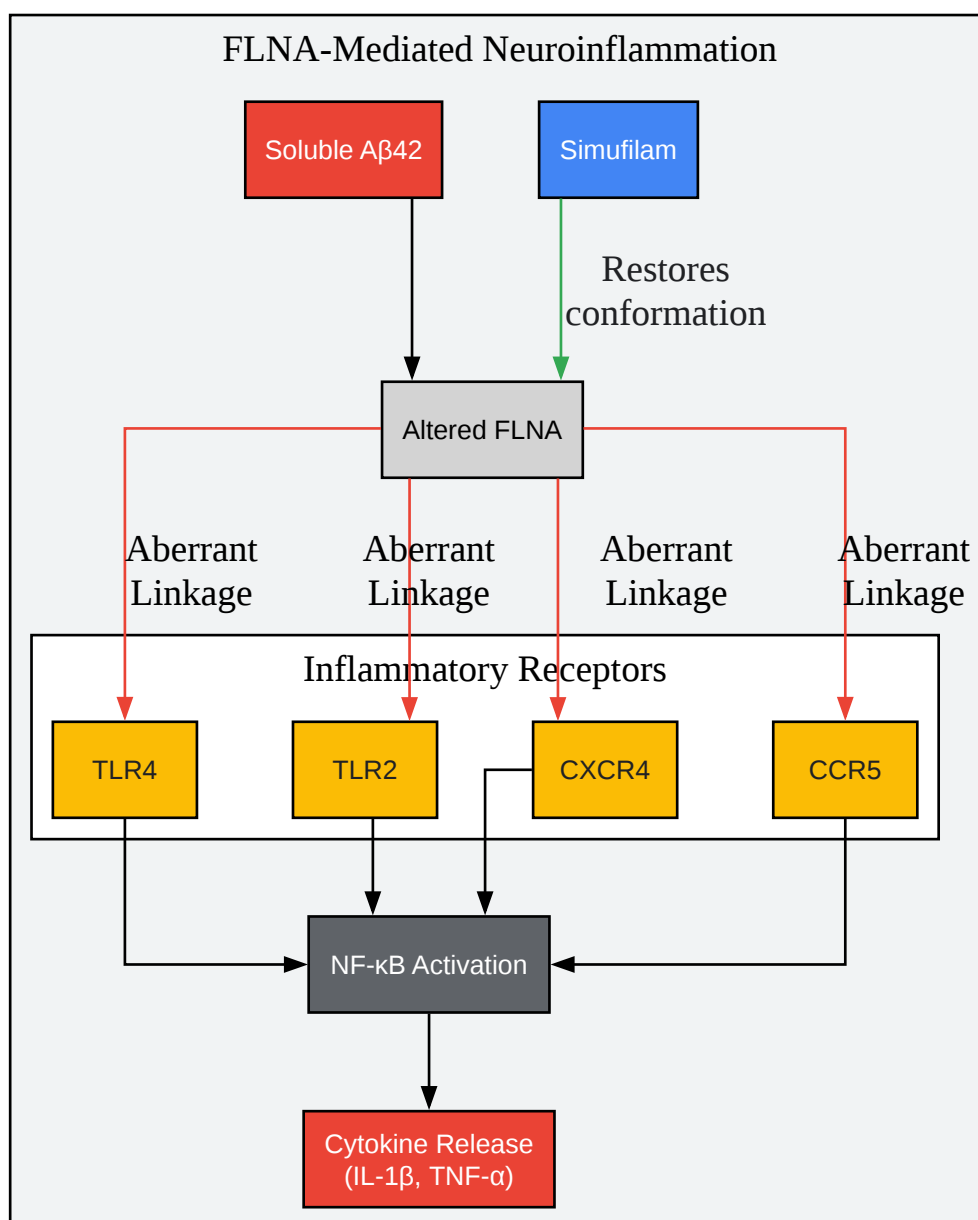 FLNA-Mediated Neuroinflammation
Soluble Aβ42
Simufilam
Restores
conformation
Altered FLNA
Aberrant
Linkage
Aberrant
Linkage
Aberrant
Linkage
Aberrant
Linkage
Inflammatory Receptors
TLR4
TLR2
CXCR4
CCR5
NF-κB Activation
Cytokine Release
(IL-1β, TNF-α)